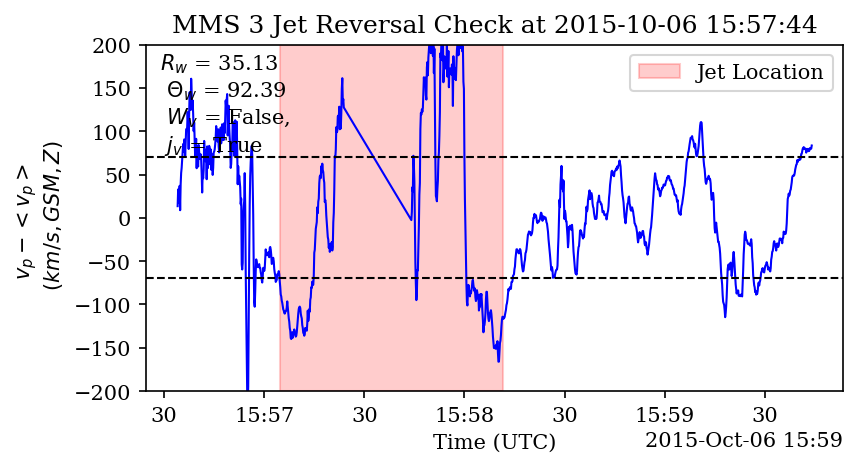 MMS 3 Jet Reversal Check at 2015-10-06 15:57:44
R_w = 35.13
Θ_w = 92.39
W_v = False,
j_v = True
Jet Location
200
150
100
50
0
−50
−100
−150
−200
v_p − < v_p >
(km/s, GSM, Z)
30 15:57 30 15:58 30 15:59 30
Time (UTC)
2015-Oct-06 15:59